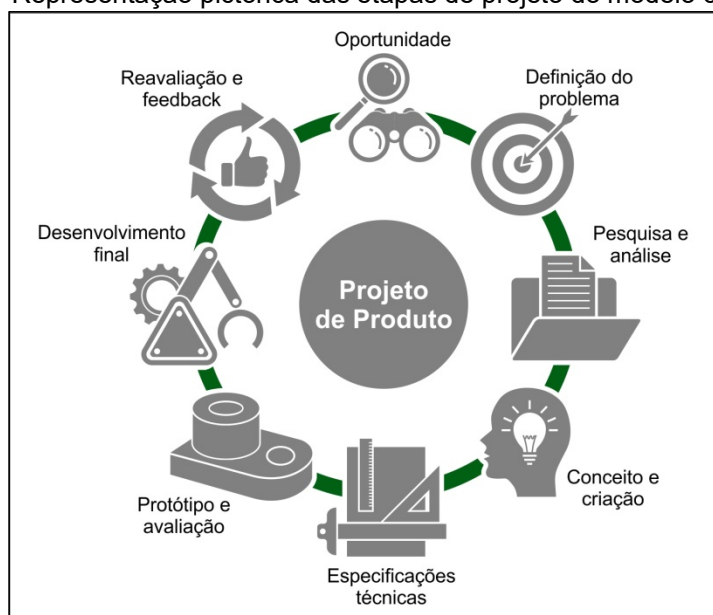 Representação pistórica das etapas do projeto do modelo
Oportunidade
Definição do
problema
Pesquisa e
análise
Conceito e
criação
Especificações
técnicas
Protótipo e
avaliação
Desenvolvimento
final
Reavaliação e
feedback
Projeto
de Produto